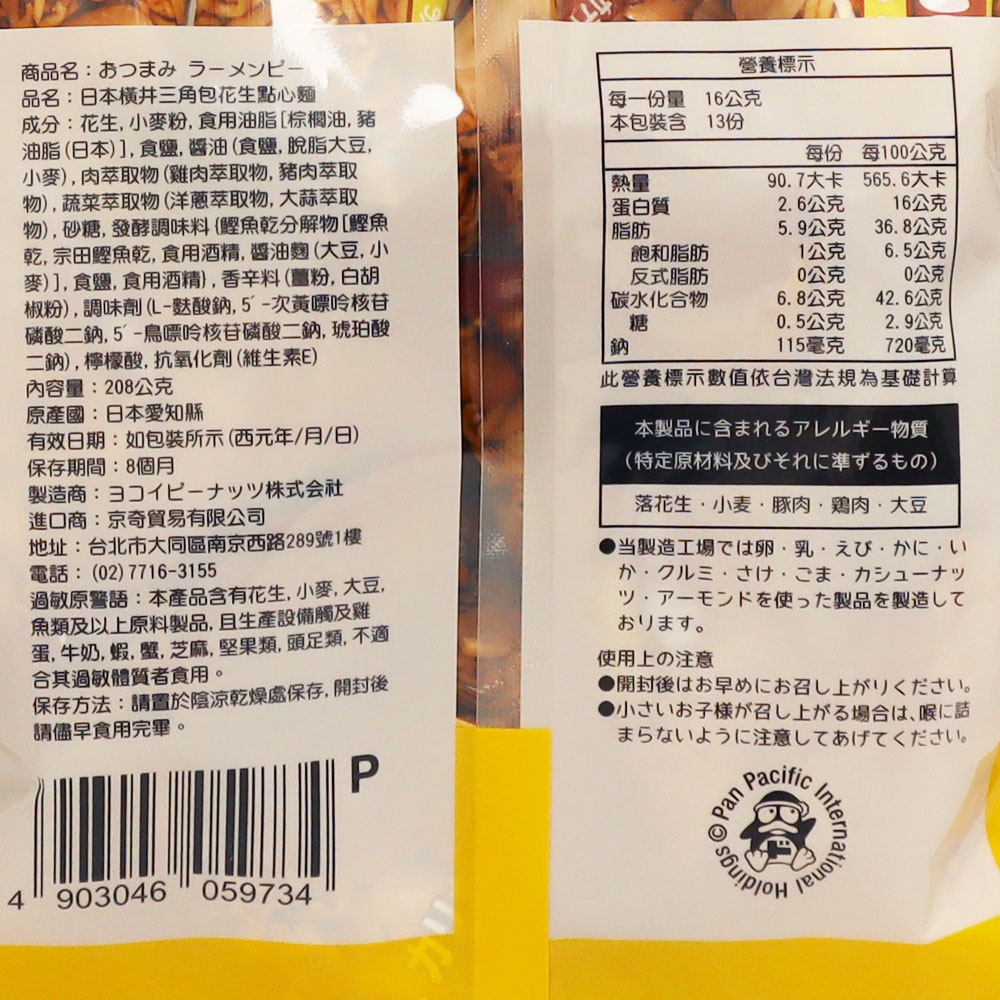 商品名：おつまみ ラーメンピー
品名：日本橫井三角包花生點心麵
成分：花生, 小麥粉, 食用油脂[棕櫚油, 豬
油脂(日本)], 食鹽, 醬油(食鹽, 脫脂大豆,
小麥), 肉萃取物(雞肉萃取物, 豬肉萃取
物), 蔬菜萃取物(洋蔥萃取物, 大蒜萃取
物), 砂糖, 發酵調味料{鰹魚乾分解物[鰹魚
乾, 宗田鰹魚乾, 食用酒精, 醬油麴(大豆, 小
麥)], 食鹽, 食用酒精}, 香辛料(薑粉, 白胡
椒粉), 調味劑(L-麩酸鈉, 5´-次黃嘌呤核苷
磷酸二鈉, 5´-鳥嘌呤核苷磷酸二鈉, 琥珀酸
二鈉), 檸檬酸, 抗氧化劑(維生素E)
內容量：208公克
原產國：日本愛知縣
有效日期：如包裝所示(西元年/月/日)
保存期間：8個月
製造商：ヨコイピーナッツ株式会社
進口商：京奇貿易有限公司
地址：台北市大同區南京西路289號1樓
電話：(02)7716-3155
過敏原警語：本產品含有花生, 小麥, 大豆,
魚類及以上原料製品, 且生產設備觸及雞
蛋, 牛奶, 蝦, 蟹, 芝麻, 堅果類, 頭足類, 不適
合其過敏體質者食用。
保存方法：請置於陰涼乾燥處保存, 開封後
請儘早食用完畢。
P
4 903046 059734
營養標示
每一份量 16公克
本包裝含 13份
每份 每100公克
熱量 90.7大卡 565.6大卡
蛋白質 2.6公克 16公克
脂肪 5.9公克 36.8公克
飽和脂肪 1公克 6.5公克
反式脂肪 0公克 0公克
碳水化合物 6.8公克 42.6公克
糖 0.5公克 2.9公克
鈉 115毫克 720毫克
此營養標示數值依台灣法規為基礎計算
本製品に含まれるアレルギー物質
(特定原材料及びそれに準ずるもの)
落花生・小麦・豚肉・鶏肉・大豆
●当製造工場では卵・乳・えび・かに・い
か・クルミ・さけ・ごま・カシューナッ
ツ・アーモンドを使った製品を製造して
おります。
使用上の注意
●開封後はお早めにお召し上がりください。
●小さいお子様が召し上がる場合は、喉に詰
まらないように注意してあげてください。
© Pan Pacific International Holdings
ド